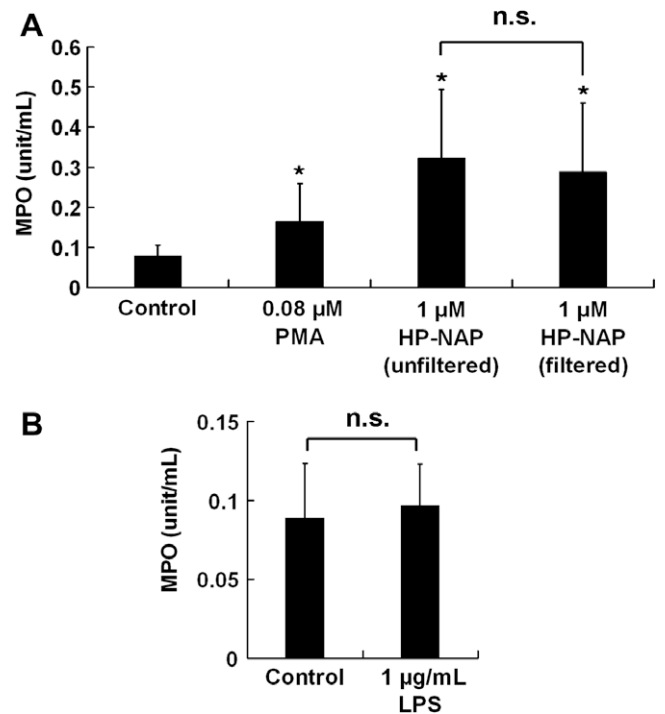 A
n.s.
0.6
0.5
0.4
0.3
0.2
0.1
0
MPO (unit/mL)
*
*
*
Control
0.08 µM
PMA
1 µM
HP-NAP
(unfiltered)
1 µM
HP-NAP
(filtered)
B
n.s.
0.15
0.1
0.05
0
MPO (unit/mL)
Control
1 µg/mL
LPS